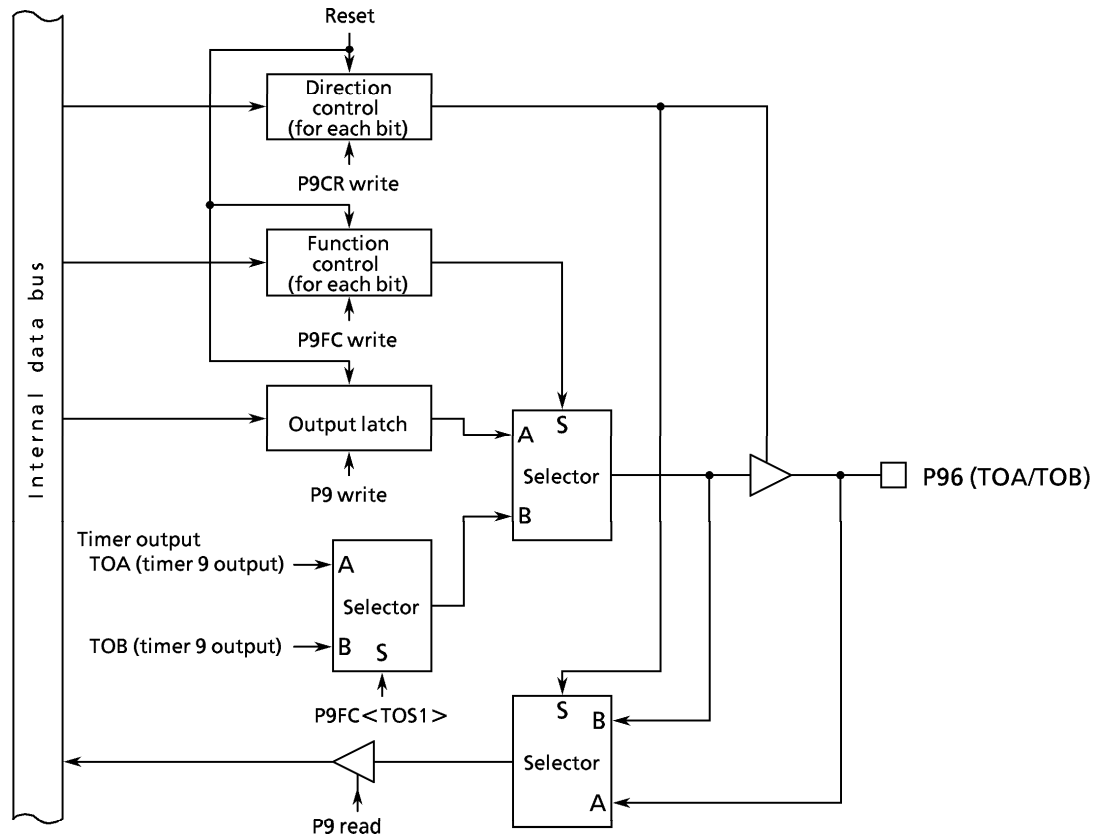 Reset
Direction
control
(for each bit)
P9CR write
Function
control
(for each bit)
P9FC write
Internal data bus
Output latch
P9 write
S
A
Selector
B
P96 (TOA/TOB)
Timer output
TOA (timer 9 output)
A
Selector
TOB (timer 9 output)
B
S
P9FC<TOS1>
S
B
Selector
A
P9 read